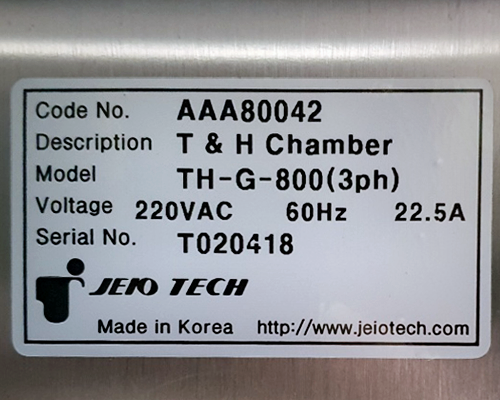 Code No. AAA80042
Description T & H Chamber
Model TH-G-800(3ph)
Voltage 220VAC 60Hz 22.5A
Serial No. T020418
JEIO TECH
Made in Korea http://www.jeiotech.com